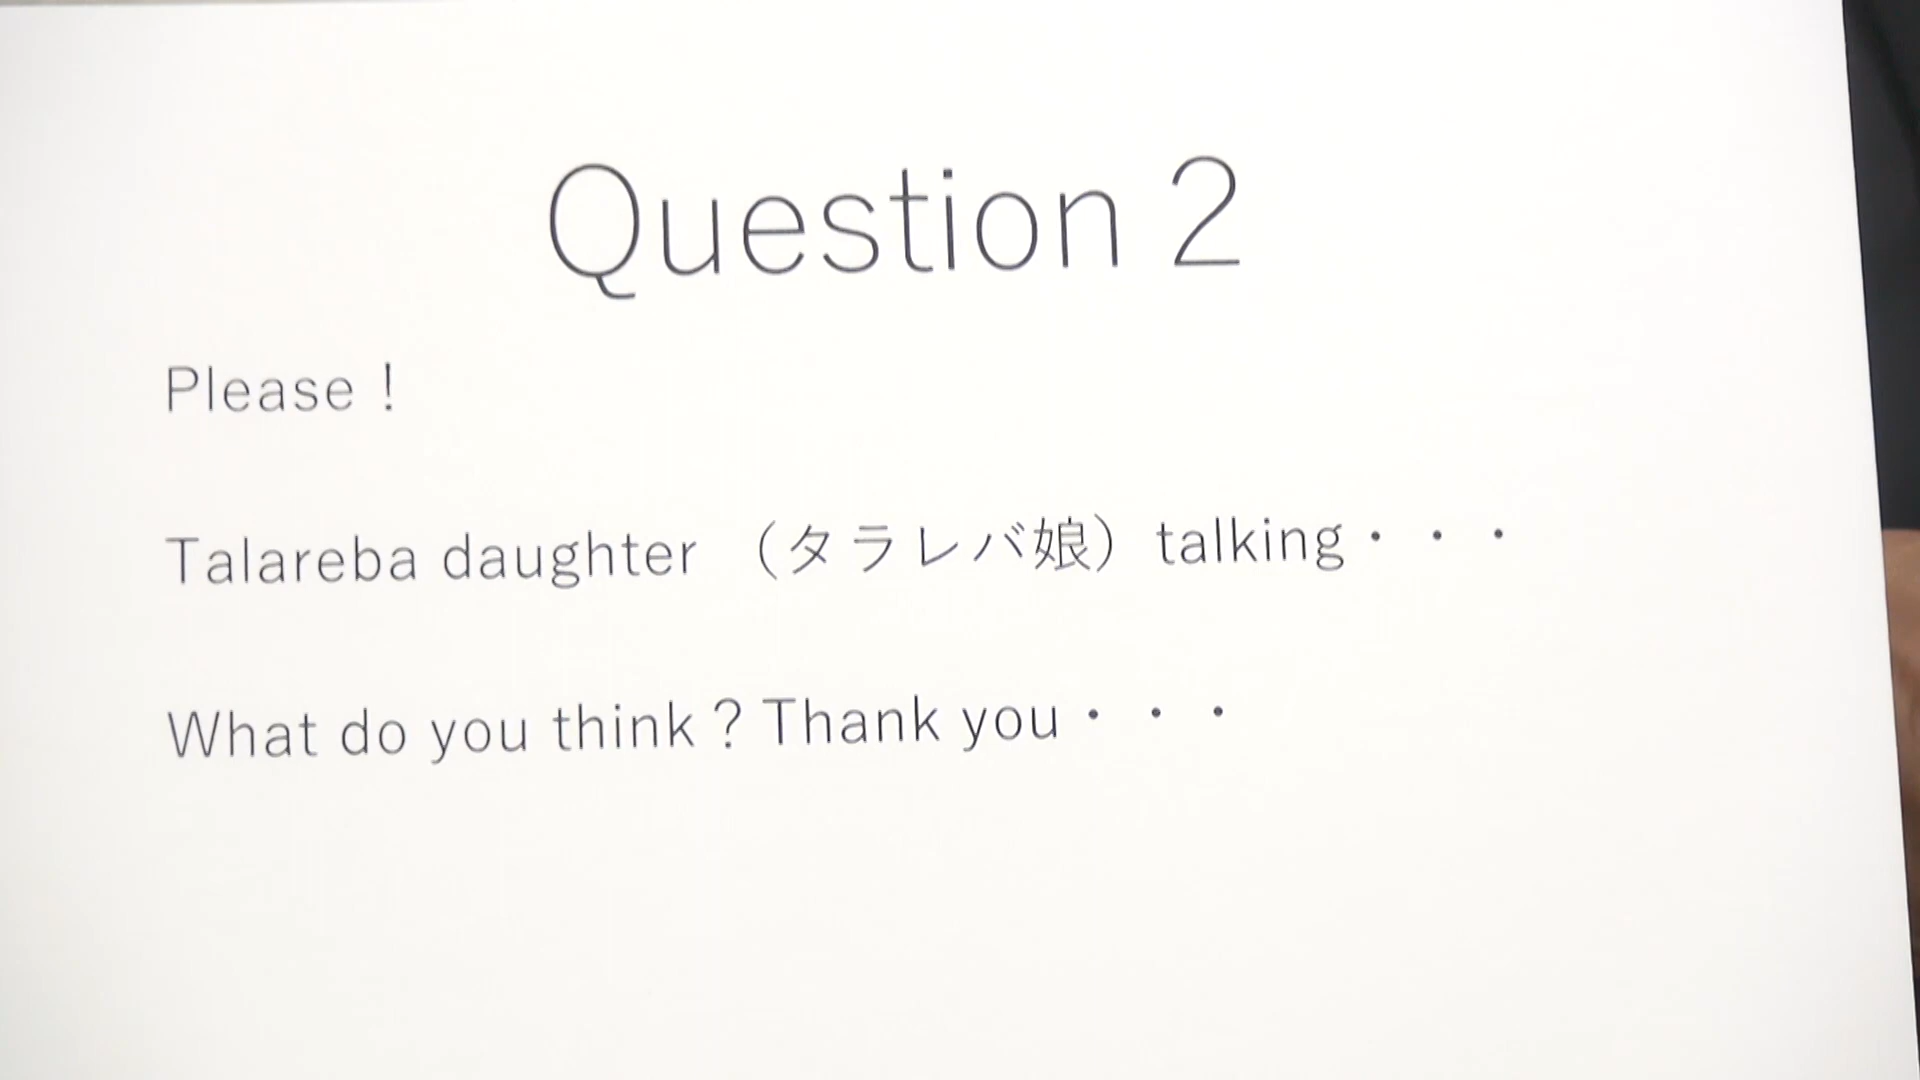 Question 2
Please！
Talareba daughter （タラレバ娘）talking・・・
What do you think？Thank you・・・